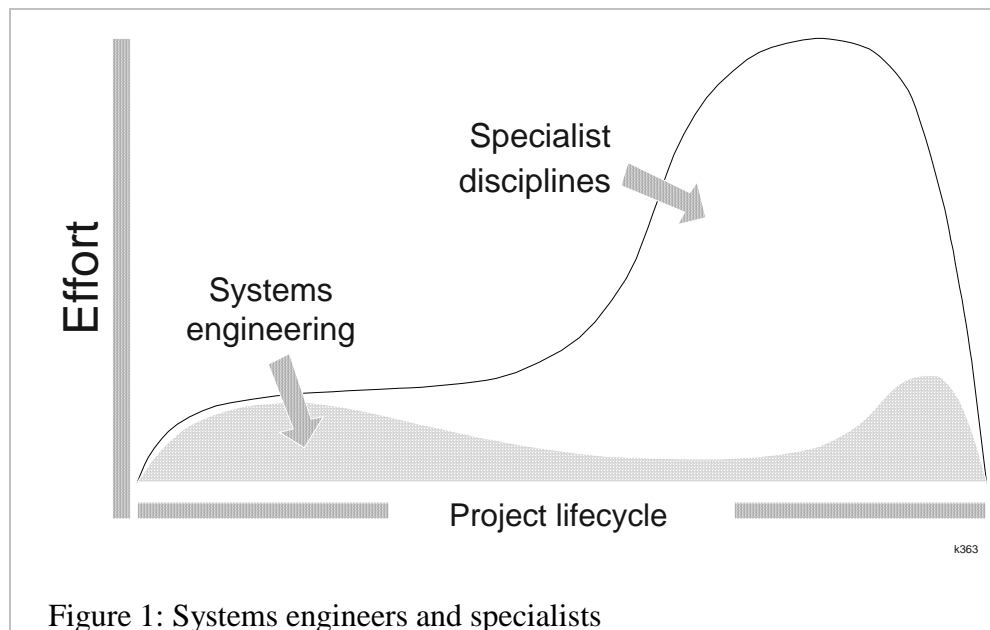 Specialist
disciplines
Effort
Systems
engineering
Project lifecycle
k363
Figure 1: Systems engineers and specialists